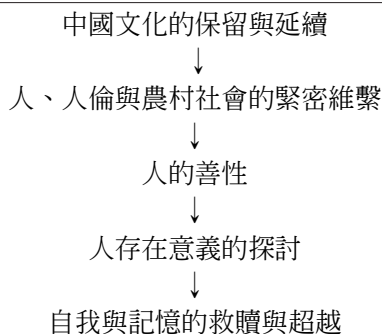 中國文化的保留與延續
↓
人、人倫與農村社會的緊密維繫
↓
人的善性
↓
人存在意義的探討
↓
自我與記憶的救贖與超越